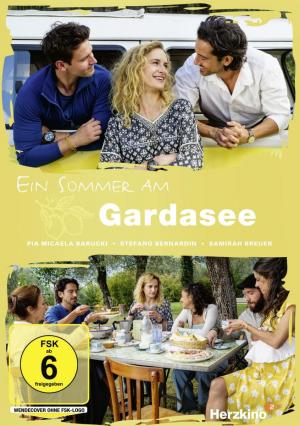 EIN SOMMER AM
Gardasee
PIA MICAELA BARUCKI • STEFANO BERNARDIN • SAMIRAH BREUER
FSK
ab
6
freigegeben
WENDECOVER OHNE FSK-LOGO
Herzkino